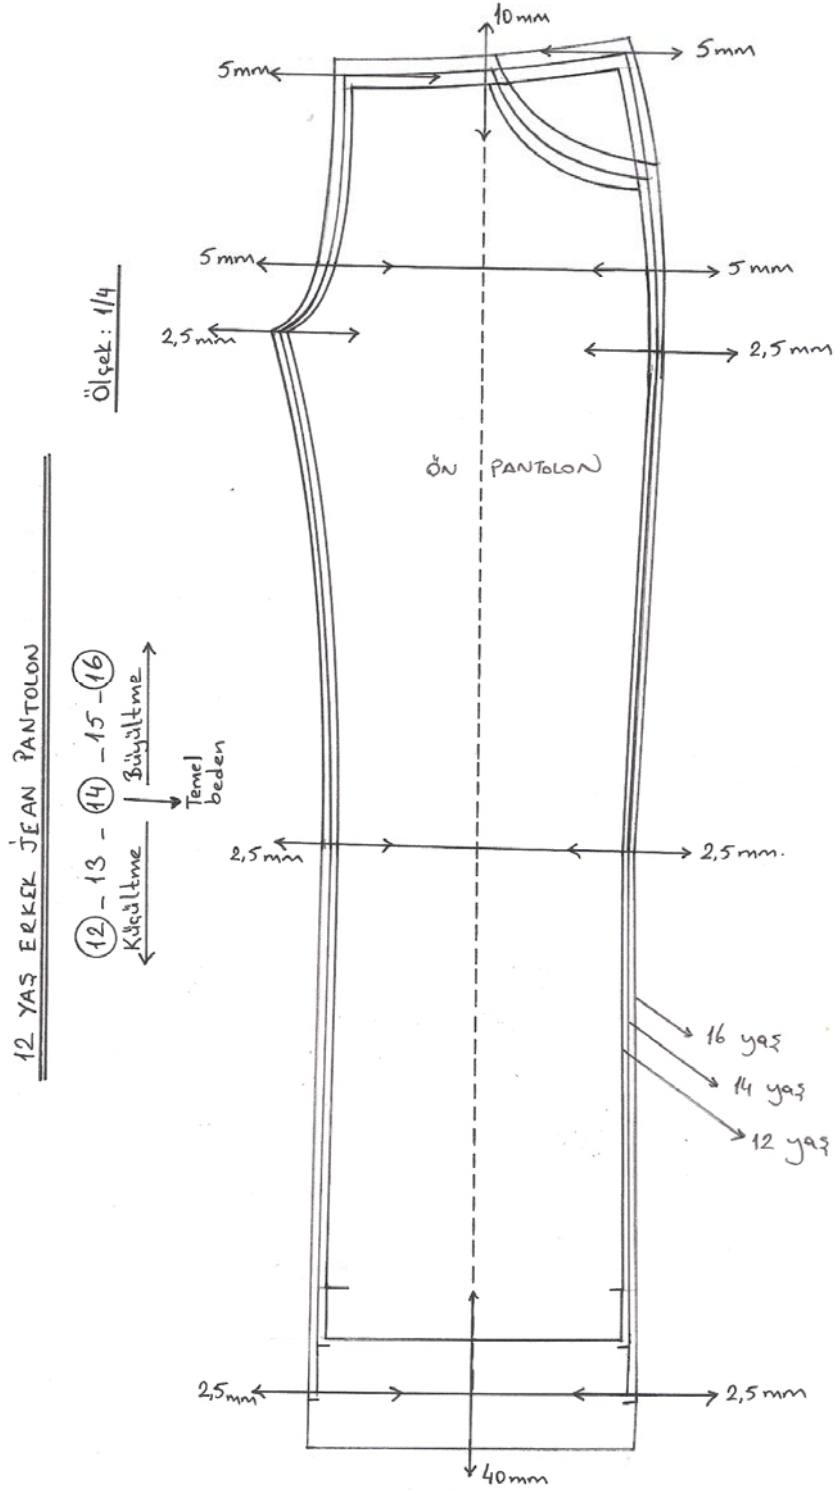 12 YAŞ ERKEK JEAN PANTOLON
Ölçek : 1/4
12 - 13 - 14 - 15 - 16
Küçültme
Büyültme
Temel
beden
10mm
5mm
5mm
5mm
5mm
2,5mm
2,5mm
ÖN PANTOLON
2,5mm
2,5mm.
16 yaş
14 yaş
12 yaş
2,5mm
2,5mm
40mm